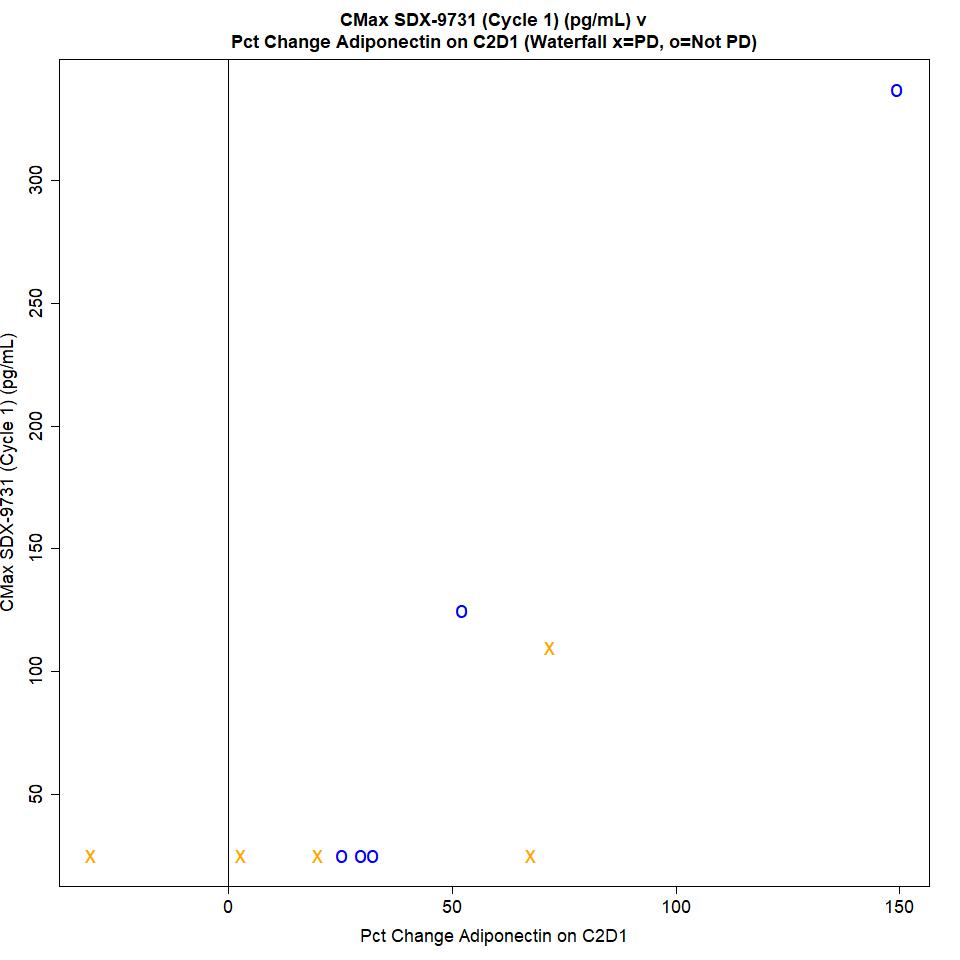 CMax SDX-9731 (Cycle 1) (pg/mL) v
Pct Change Adiponectin on C2D1 (Waterfall x=PD, o=Not PD)
CMax SDX-9731 (Cycle 1) (pg/mL)
300
250
200
150
100
50
o
o
x
x
x
x
o
o
o
x
0
50
100
150
Pct Change Adiponectin on C2D1